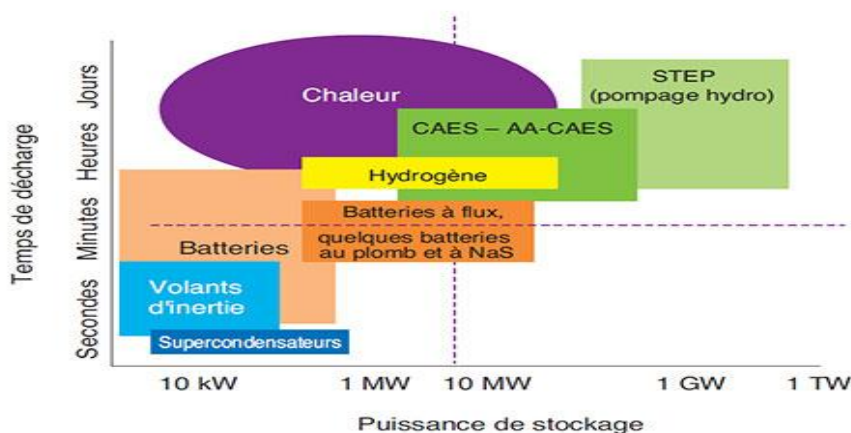 Temps de décharge
Jours
Heures
Minutes
Secondes
Chaleur
STEP
(pompage hydro)
CAES – AA-CAES
Hydrogène
Batteries à flux,
quelques batteries
au plomb et à NaS
Batteries
Volants
d'inertie
Supercondensateurs
10 kW
1 MW
10 MW
1 GW
1 TW
Puissance de stockage